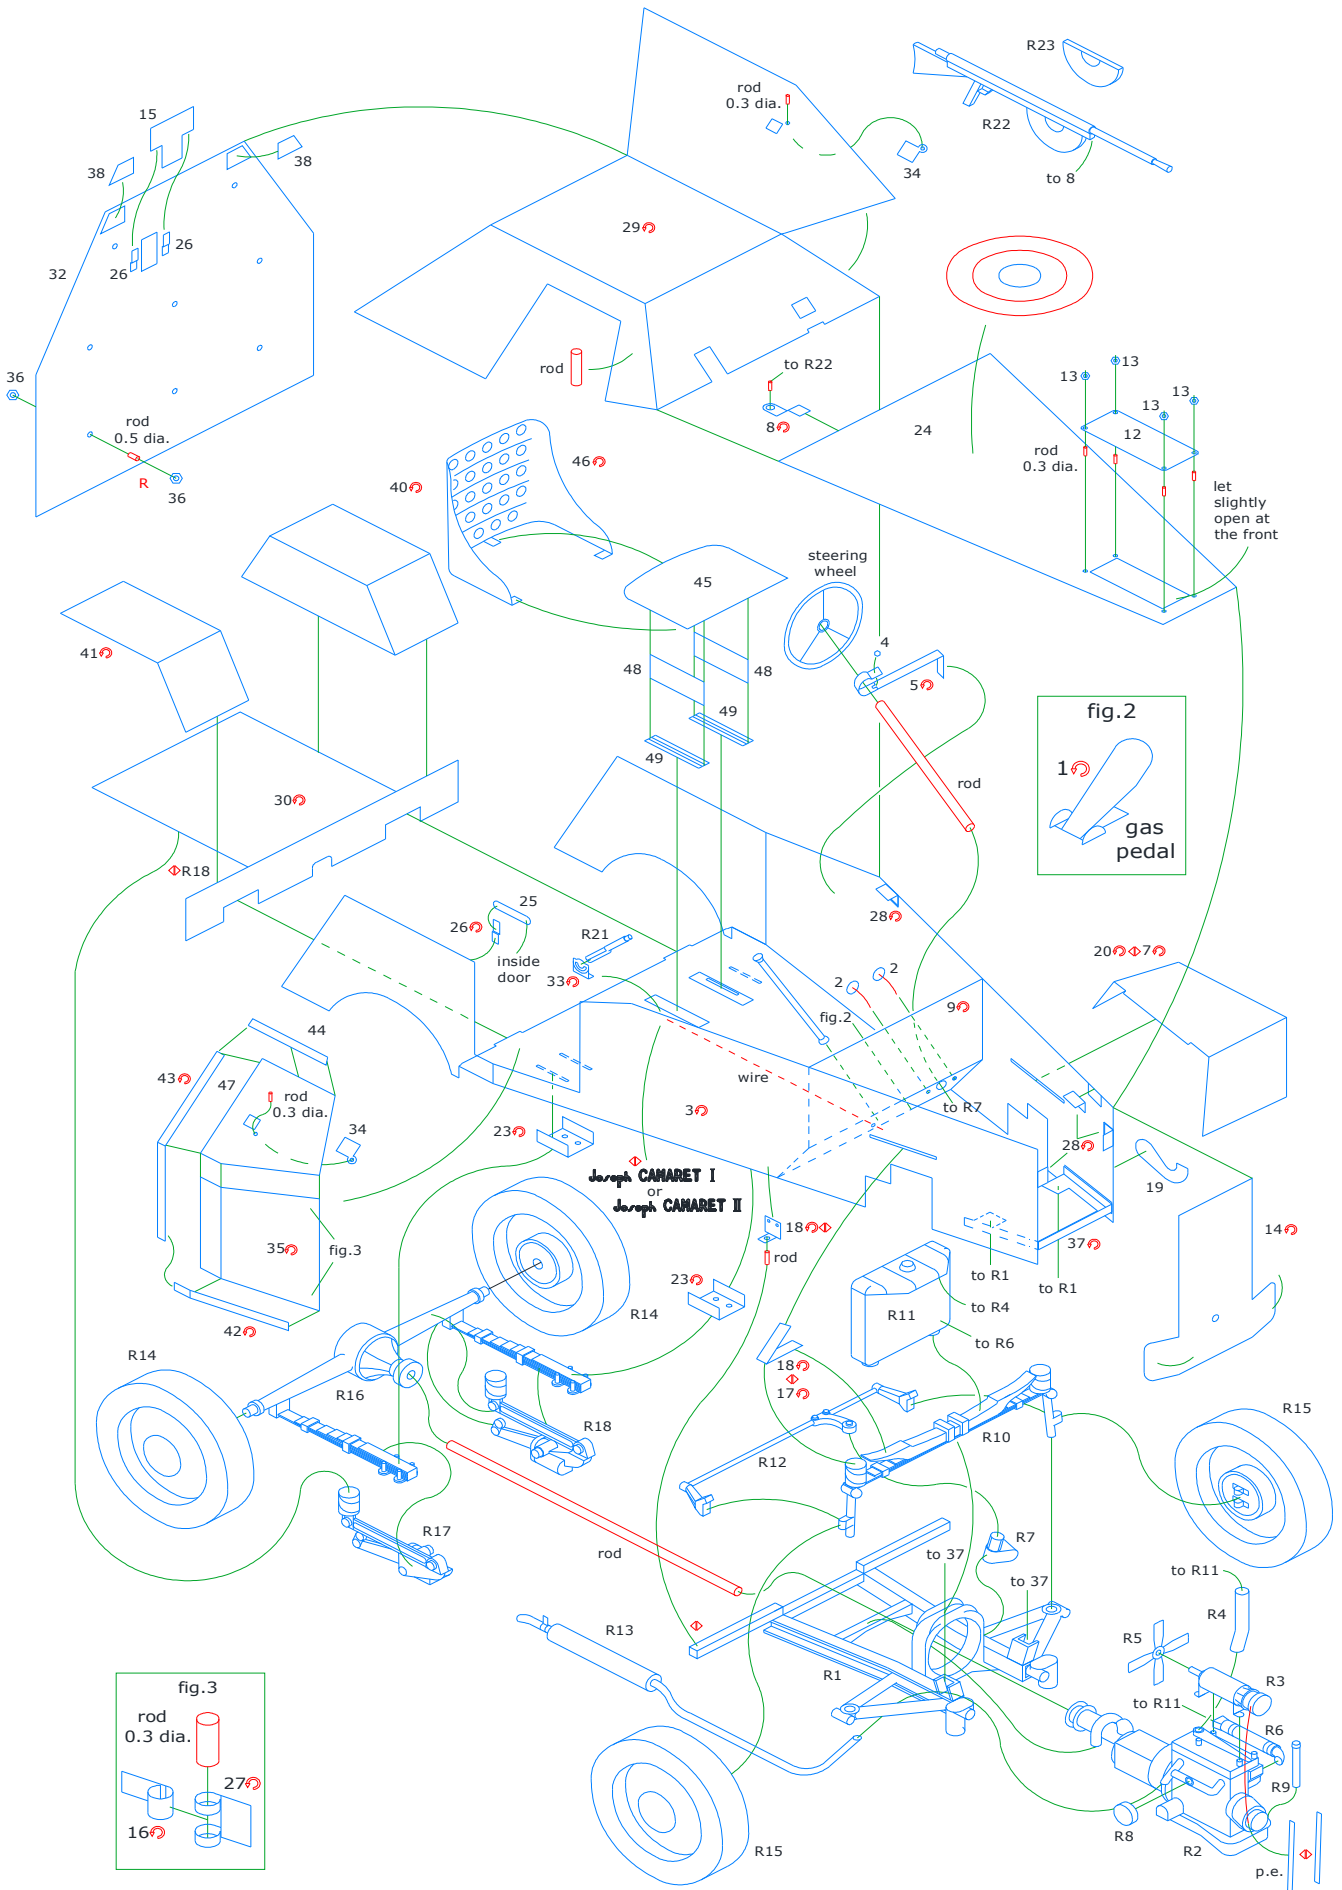 R23
15
rod
0.3 dia.
R22
38
38
34
to 8
26
29
32
26
13
13
13
to R22
rod
36
13
rod
8
24
12
0.5 dia.
rod
0.3 dia.
46
R
36
40
let
slightly
open at
the front
steering
wheel
45
4
41
48
48
5
fig.2
49
1
49
rod
30
gas
pedal
R18
25
28
26
R21
inside
door
2
2
20
7
33
9
fig.2
44
43
wire
47
rod
0.3 dia.
to R7
3
34
23
28
19
Joseph CAMARET I
or
Joseph CAMARET II
18
14
35
fig.3
rod
37
23
to R1
to R1
R11
to R4
42
R14
to R6
R14
18
17
R16
R15
R18
R10
R12
R17
R7
rod
to 37
to 37
to R11
R4
R13
R5
R1
R3
fig.3
to R11
rod
0.3 dia.
R6
27
R9
16
R8
R15
R2
p.e.